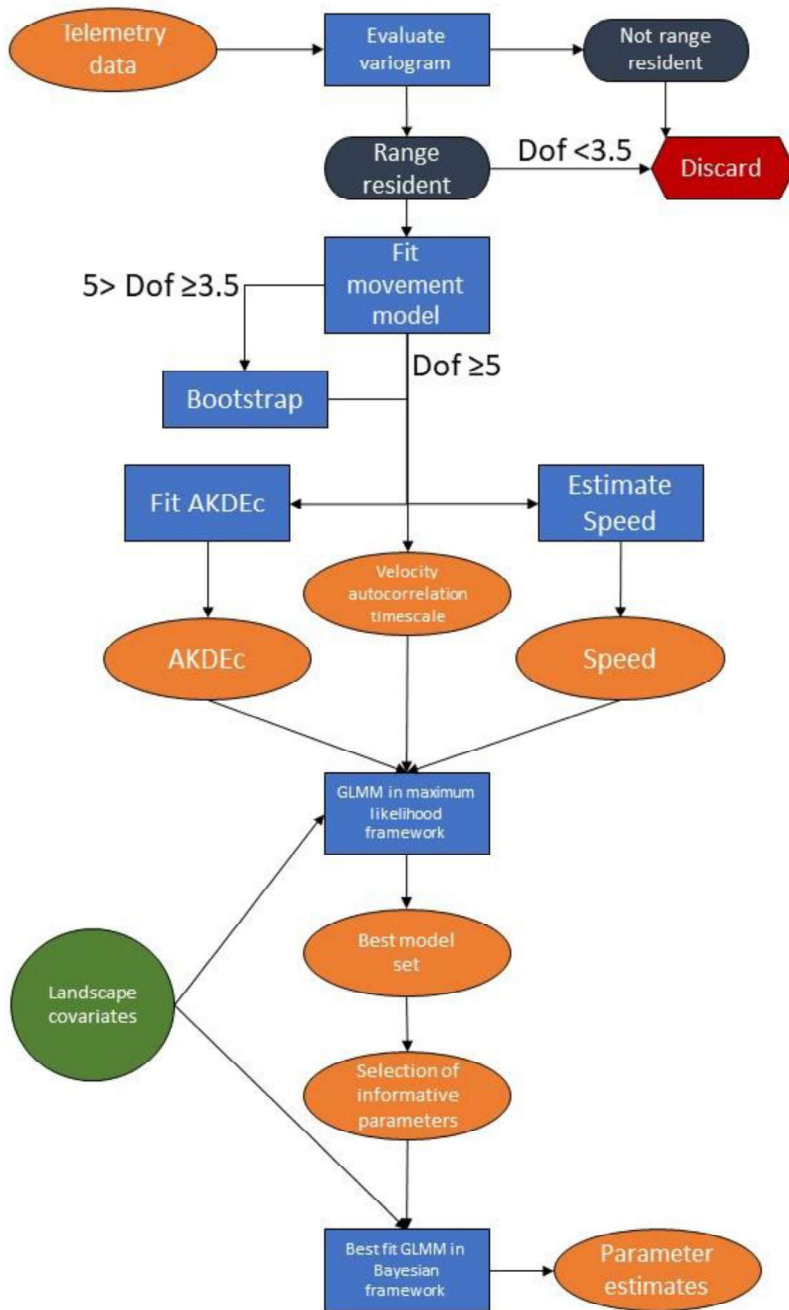 Telemetry
data
Evaluate
variogram
Not range
resident
Range
resident
Dof <3.5
Discard
Fit
movement
model
5> Dof ≥3.5
Dof ≥5
Bootstrap
Fit AKDEc
Estimate
Speed
Velocity
autocorrelation
timescale
AKDEc
Speed
GLMM in maximum
likelihood
framework
Best model
set
Landscape
covariates
Selection of
informative
parameters
Best fit GLMM in
Bayesian
framework
Parameter
estimates